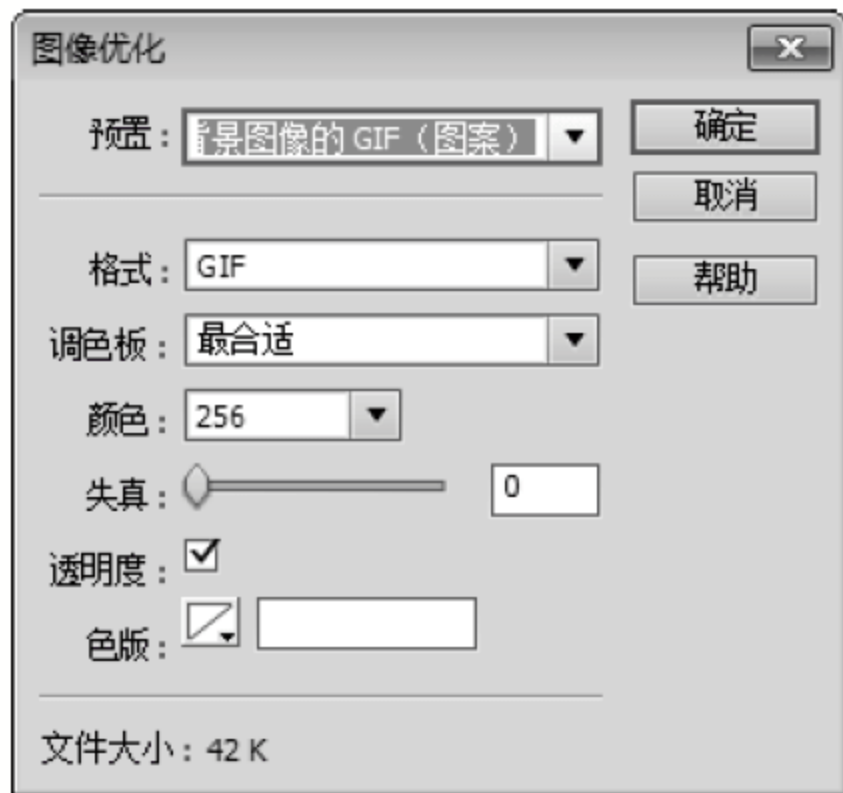 图像优化
预置：背景图像的 GIF（图案）
确定
取消
格式：GIF
帮助
调色板：最合适
颜色：256
失真：0
透明度：
色版：
文件大小：42 K